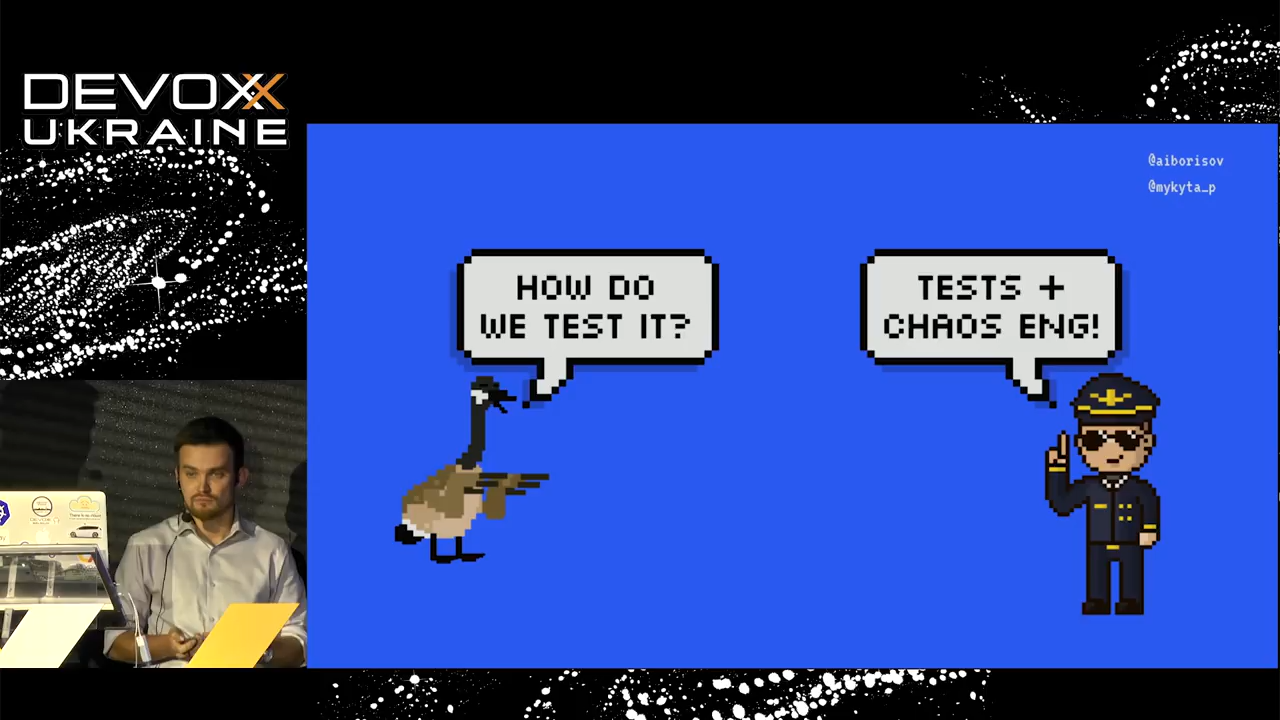 DEVOXX
UKRAINE
@aiborisov
@mykyta_p
HOW DO
WE TEST IT?
TESTS +
CHAOS ENG!